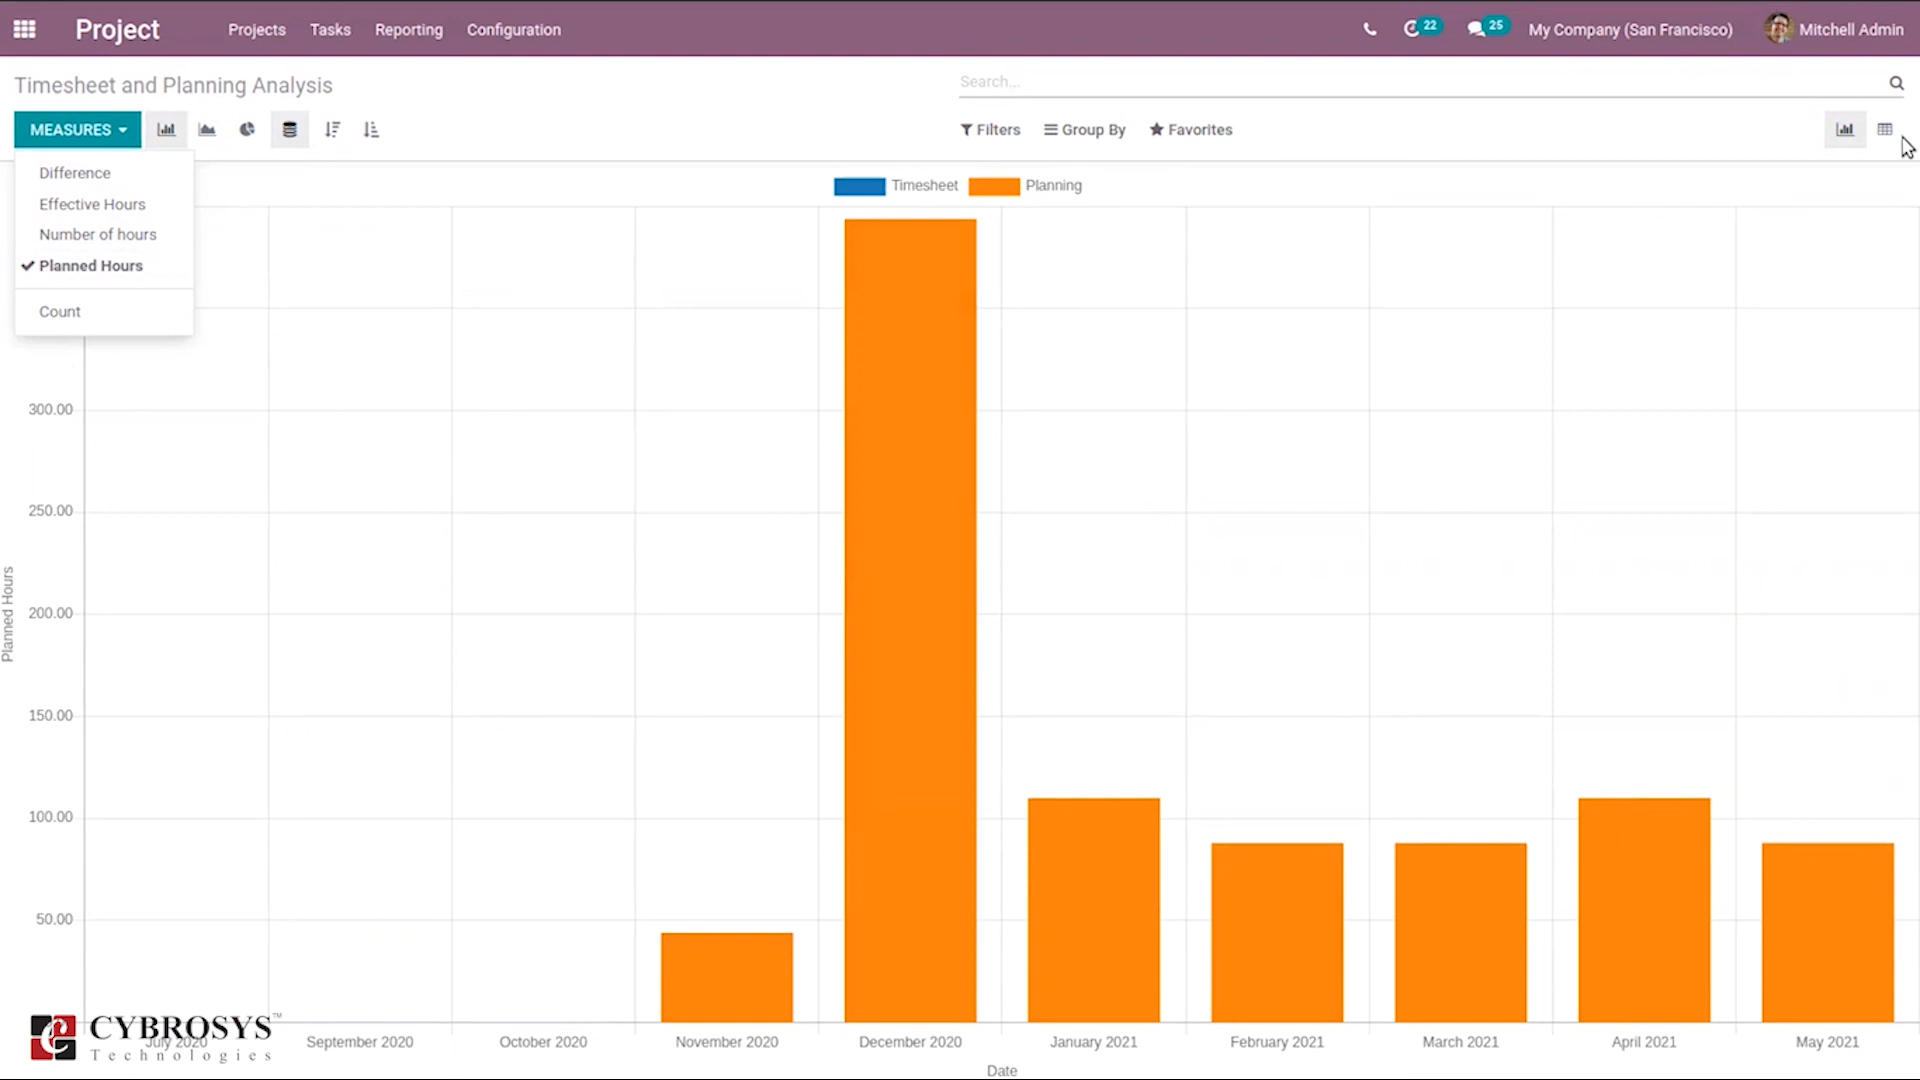 Project
Projects
Tasks
Reporting
Configuration
22
25
My Company (San Francisco)
Mitchell Admin
Timesheet and Planning Analysis
Search...
MEASURES
Filters
Group By
Favorites
Difference
Effective Hours
Number of hours
Planned Hours
Count
Timesheet
Planning
300.00
250.00
200.00
150.00
100.00
50.00
Planned Hours
July 2020
September 2020
October 2020
November 2020
December 2020
January 2021
February 2021
March 2021
April 2021
May 2021
Date
CYBROSYS™
Technologies